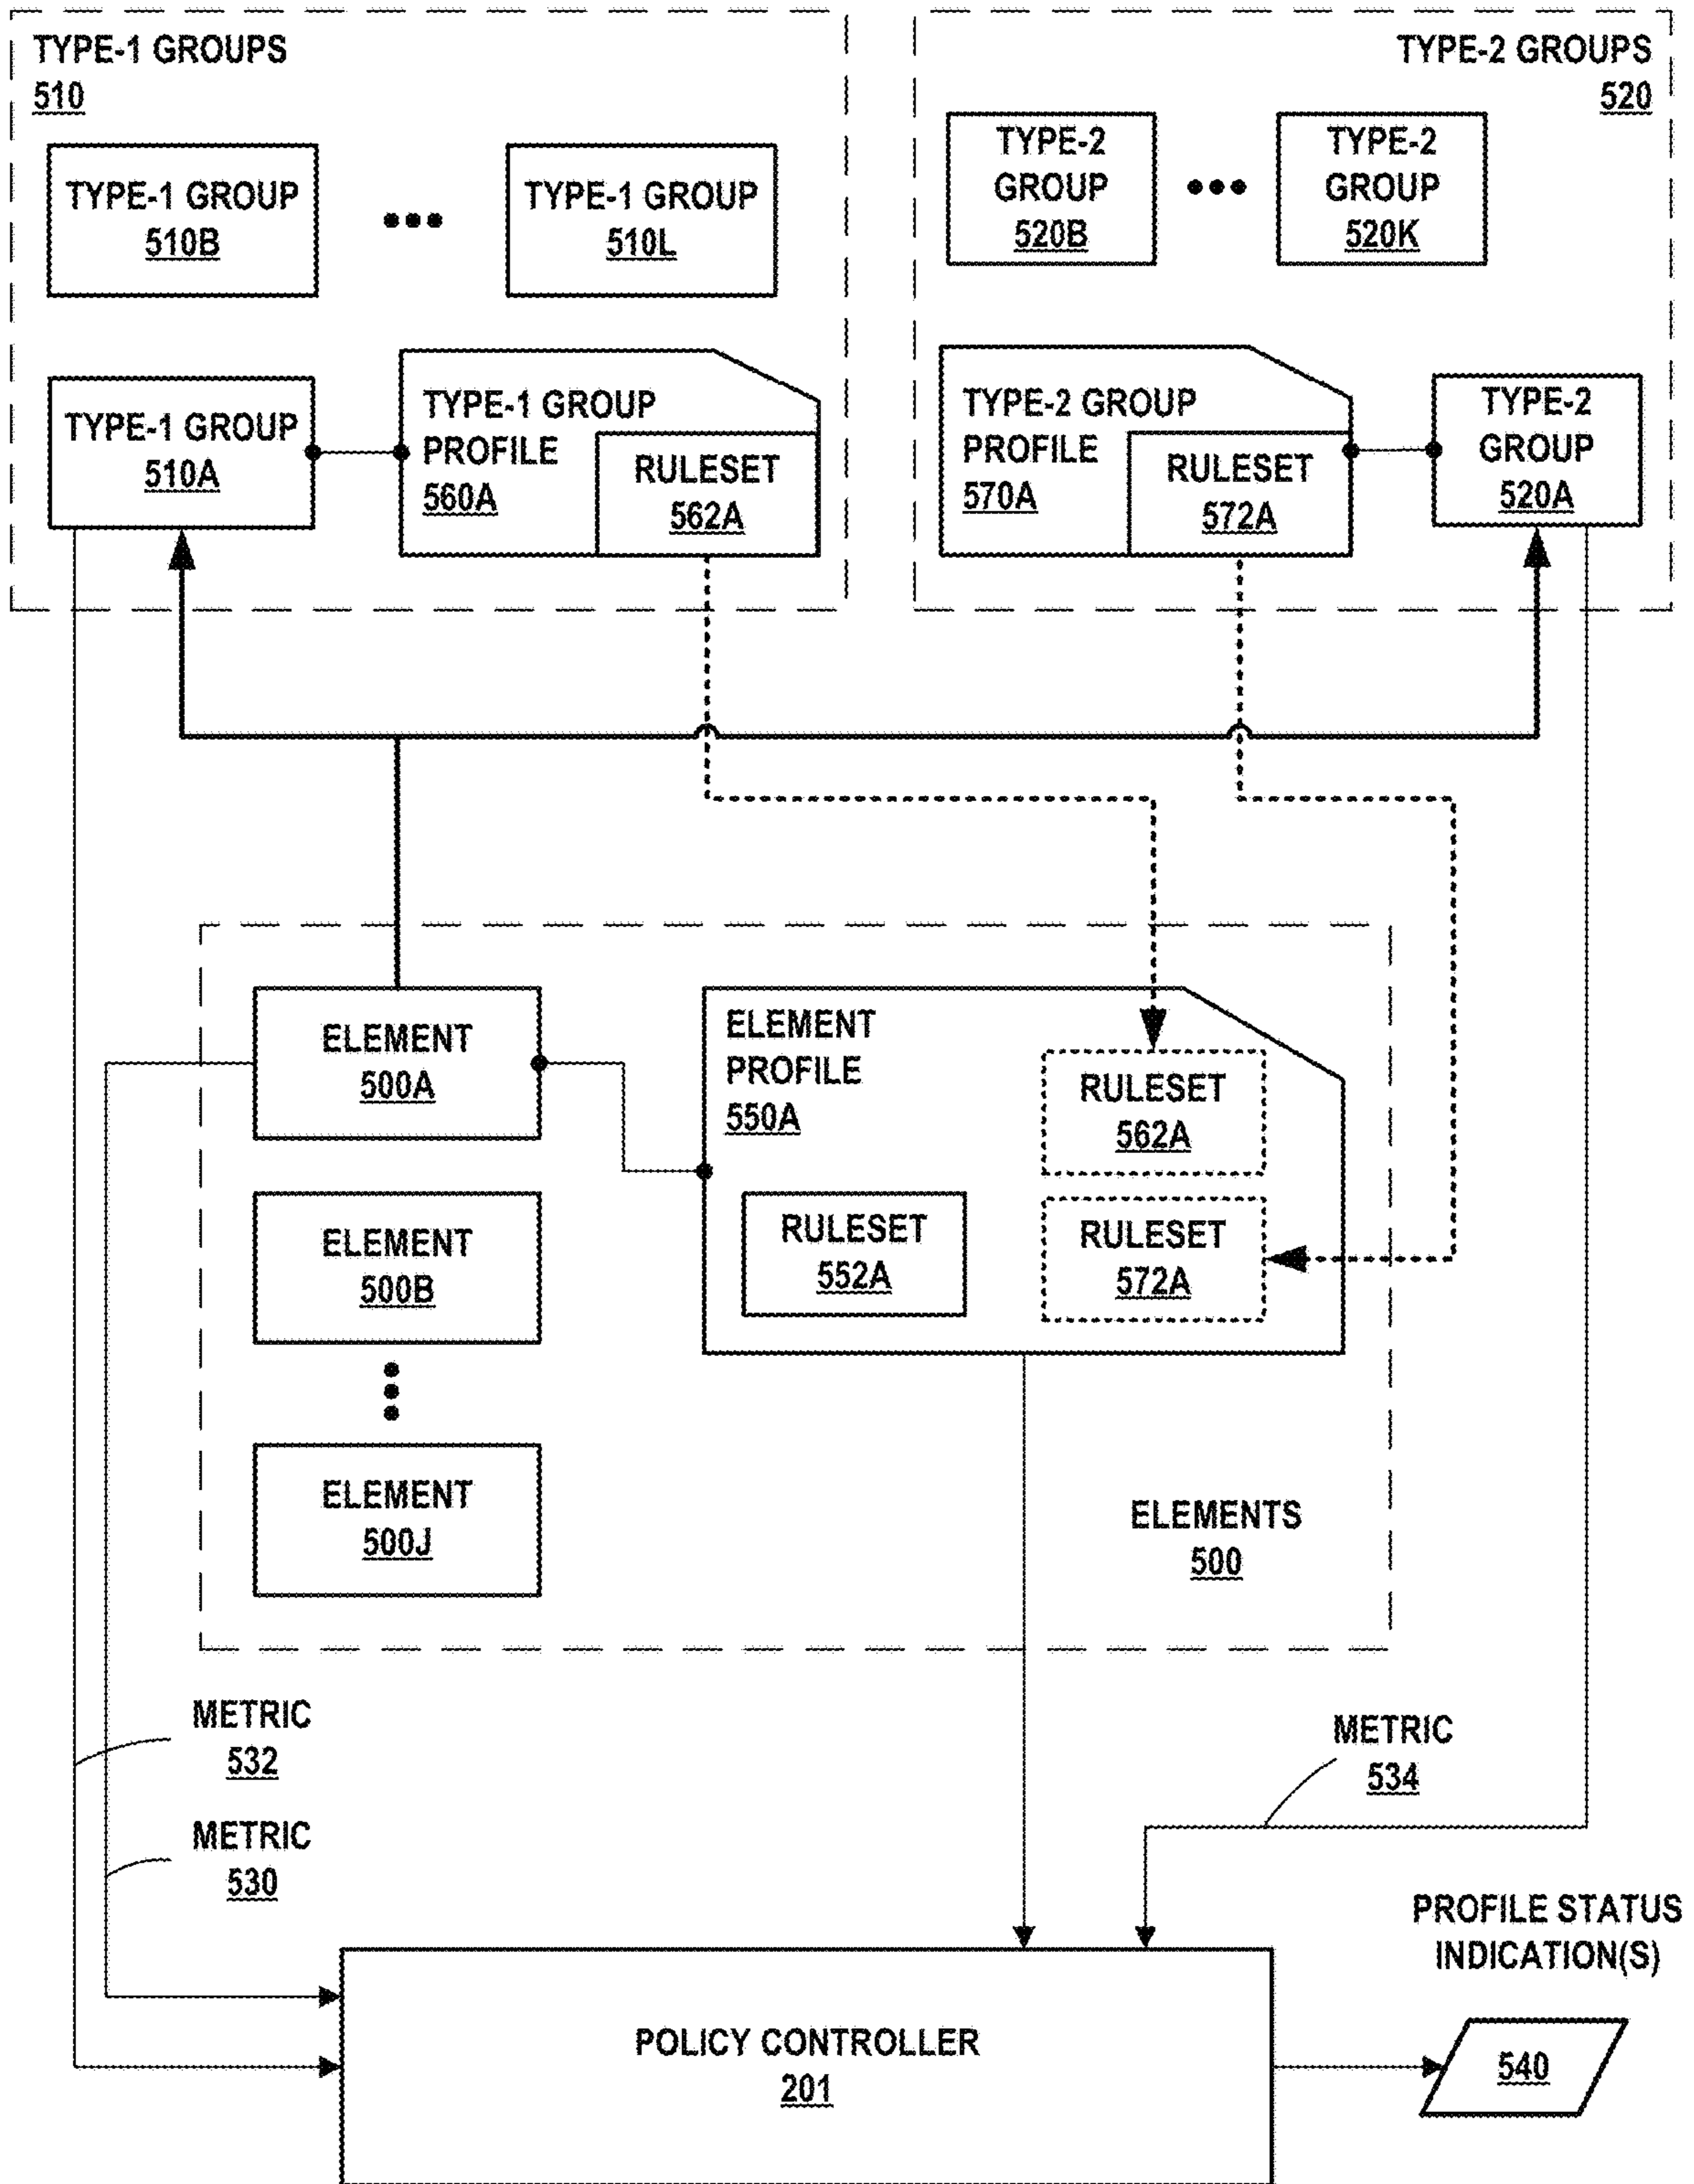 TYPE-1 GROUPS
510
TYPE-2 GROUPS
520
TYPE-1 GROUP
510B
TYPE-1 GROUP
510L
TYPE-2
GROUP
520B
TYPE-2
GROUP
520K
TYPE-1 GROUP
510A
TYPE-1 GROUP
PROFILE
560A
RULESET
562A
TYPE-2 GROUP
PROFILE
570A
RULESET
572A
TYPE-2
GROUP
520A
ELEMENT
500A
ELEMENT
PROFILE
550A
RULESET
562A
RULESET
552A
RULESET
572A
ELEMENT
500B
ELEMENT
500J
ELEMENTS
500
METRIC
532
METRIC
534
METRIC
530
PROFILE STATUS
INDICATION(S)
540
POLICY CONTROLLER
201